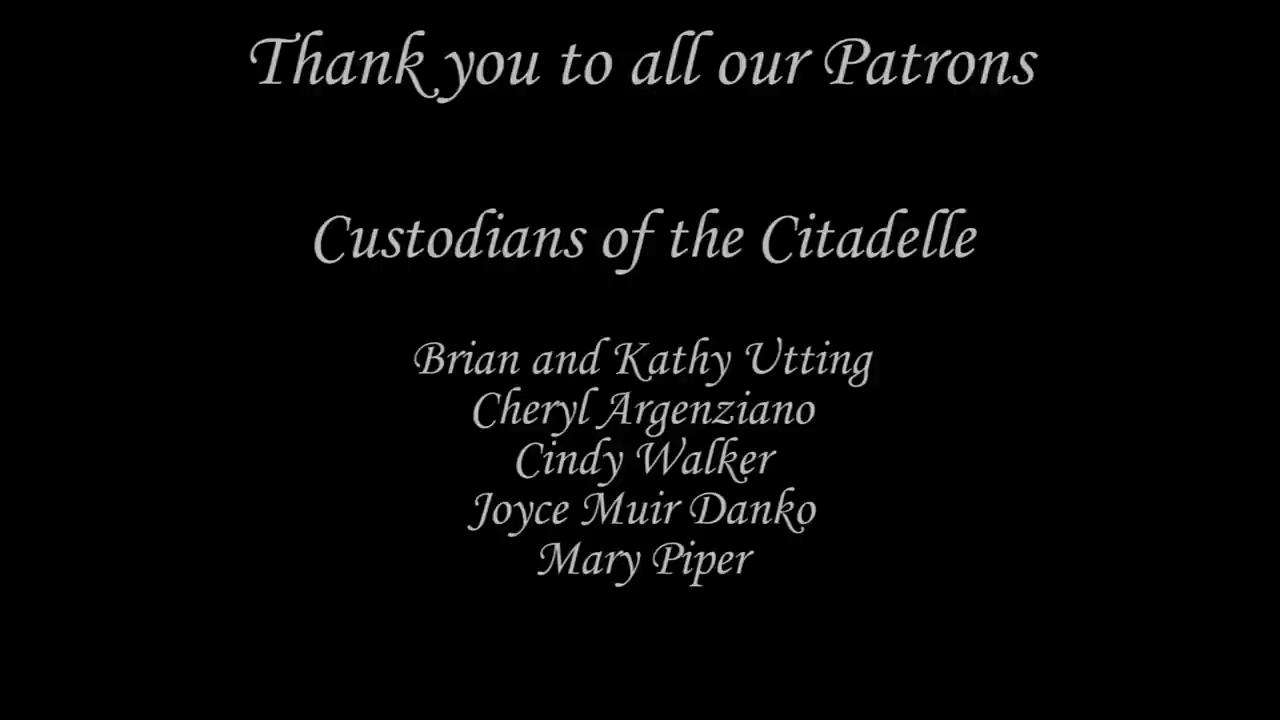 Thank you to all our Patrons
Custodians of the Citadelle
Brian and Kathy Utting
Cheryl Argenziano
Cindy Walker
Joyce Muir Danko
Mary Piper